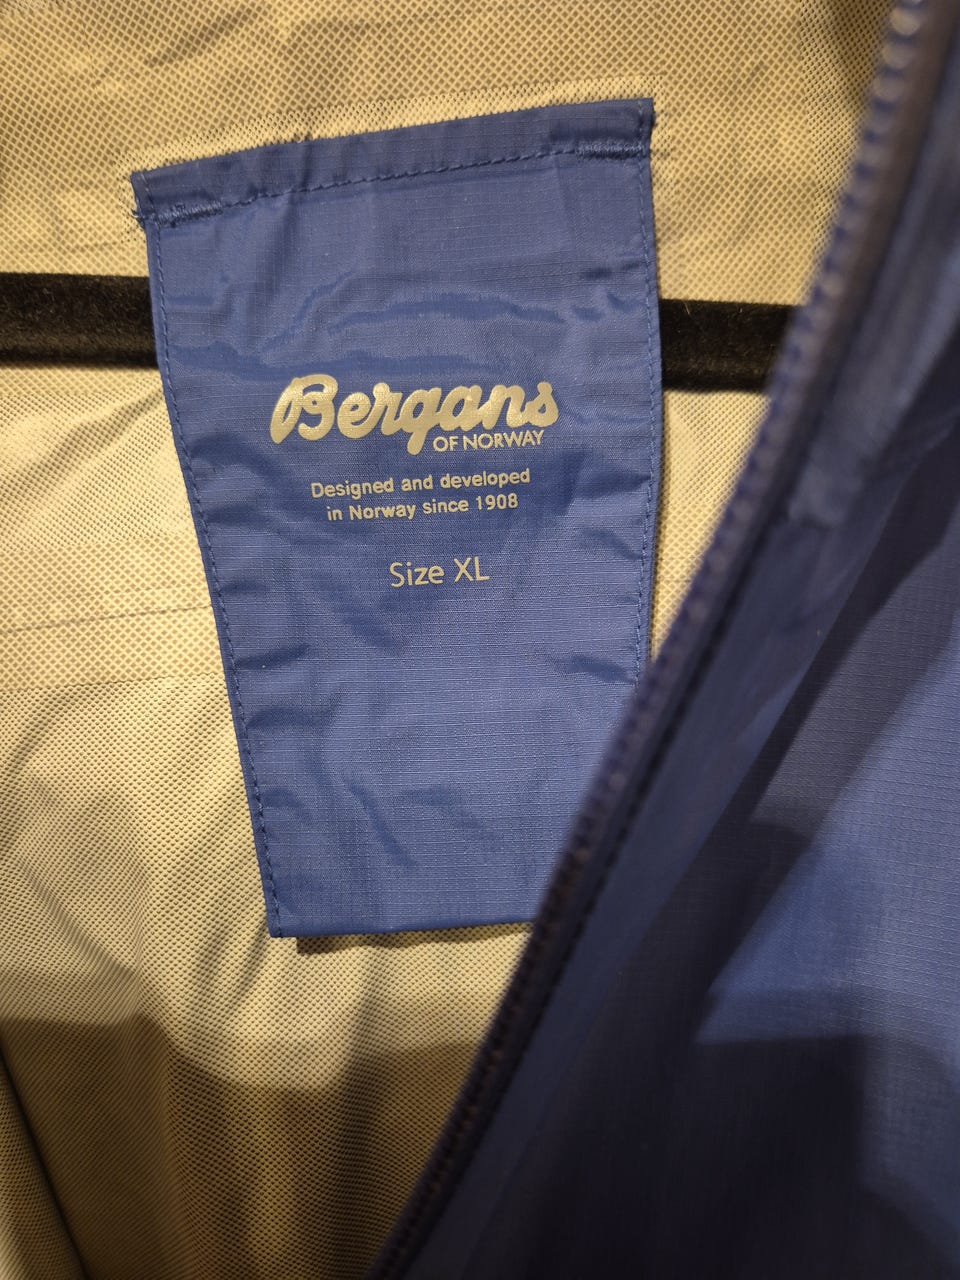 Bergans
OF NORWAY
Designed and developed
in Norway since 1908
Size XL